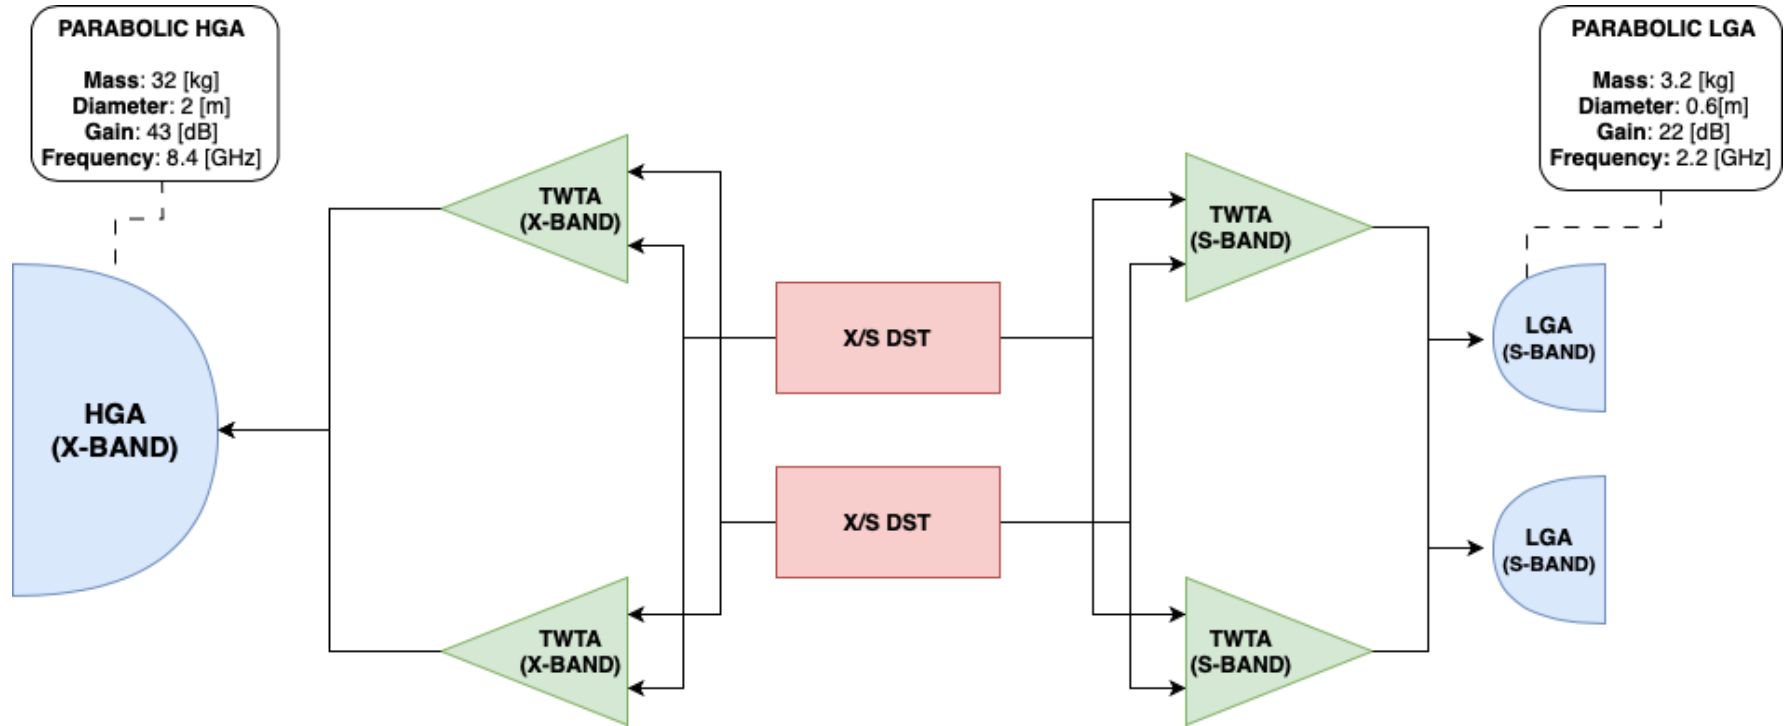 PARABOLIC HGA
Mass: 32 [kg]
Diameter: 2 [m]
Gain: 43 [dB]
Frequency: 8.4 [GHz]
PARABOLIC LGA
Mass: 3.2 [kg]
Diameter: 0.6[m]
Gain: 22 [dB]
Frequency: 2.2 [GHz]
TWTA
(X-BAND)
TWTA
(S-BAND)
X/S DST
LGA
(S-BAND)
HGA
(X-BAND)
X/S DST
LGA
(S-BAND)
TWTA
(X-BAND)
TWTA
(S-BAND)